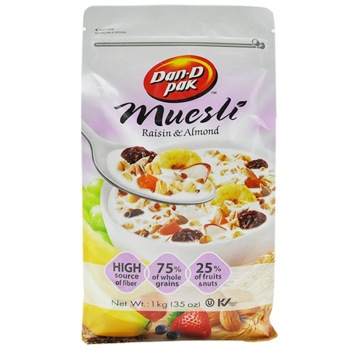 Dan-D
Pak
TM
Muesli
Raisin & Almond
HIGH
source
of fiber
75%
of whole
grains
25%
of fruits
& nuts
Net Wt.: 1kg (35 oz)